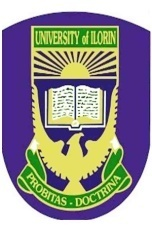 UNIVERSITY of ILORIN
PROBITAS - DOCTRINA